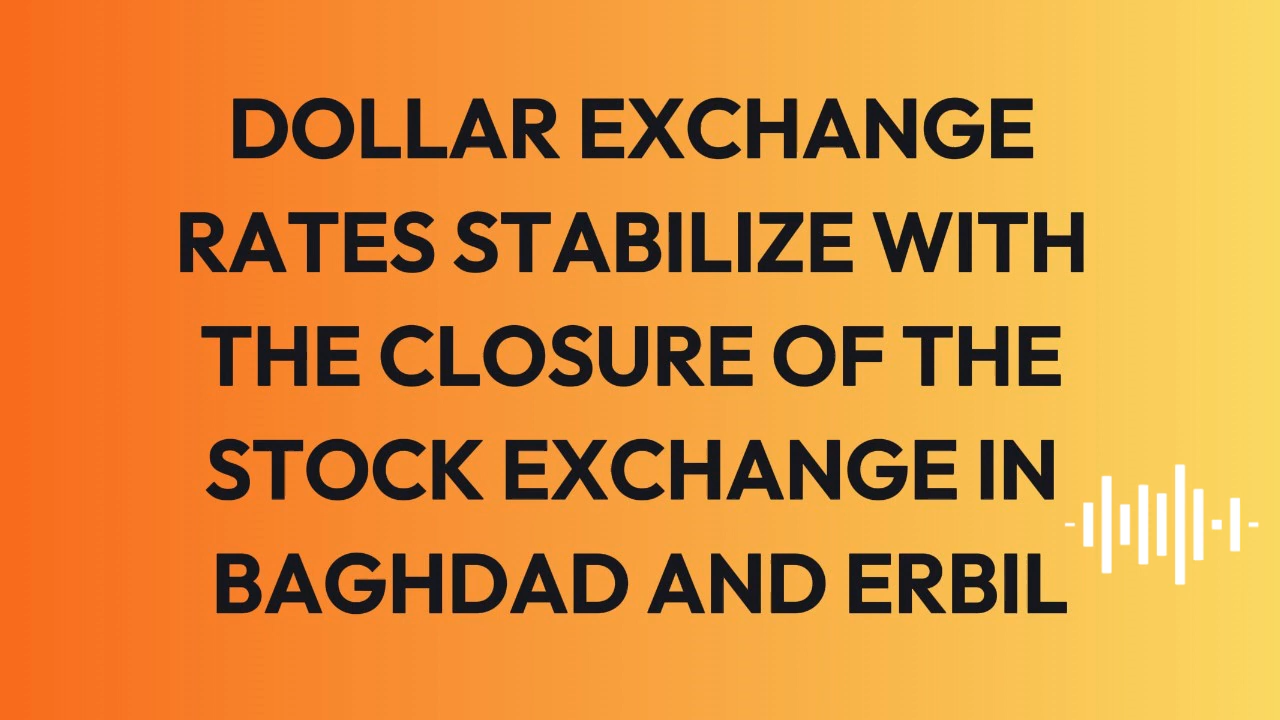 DOLLAR EXCHANGE
RATES STABILIZE WITH
THE CLOSURE OF THE
STOCK EXCHANGE IN
BAGHDAD AND ERBIL